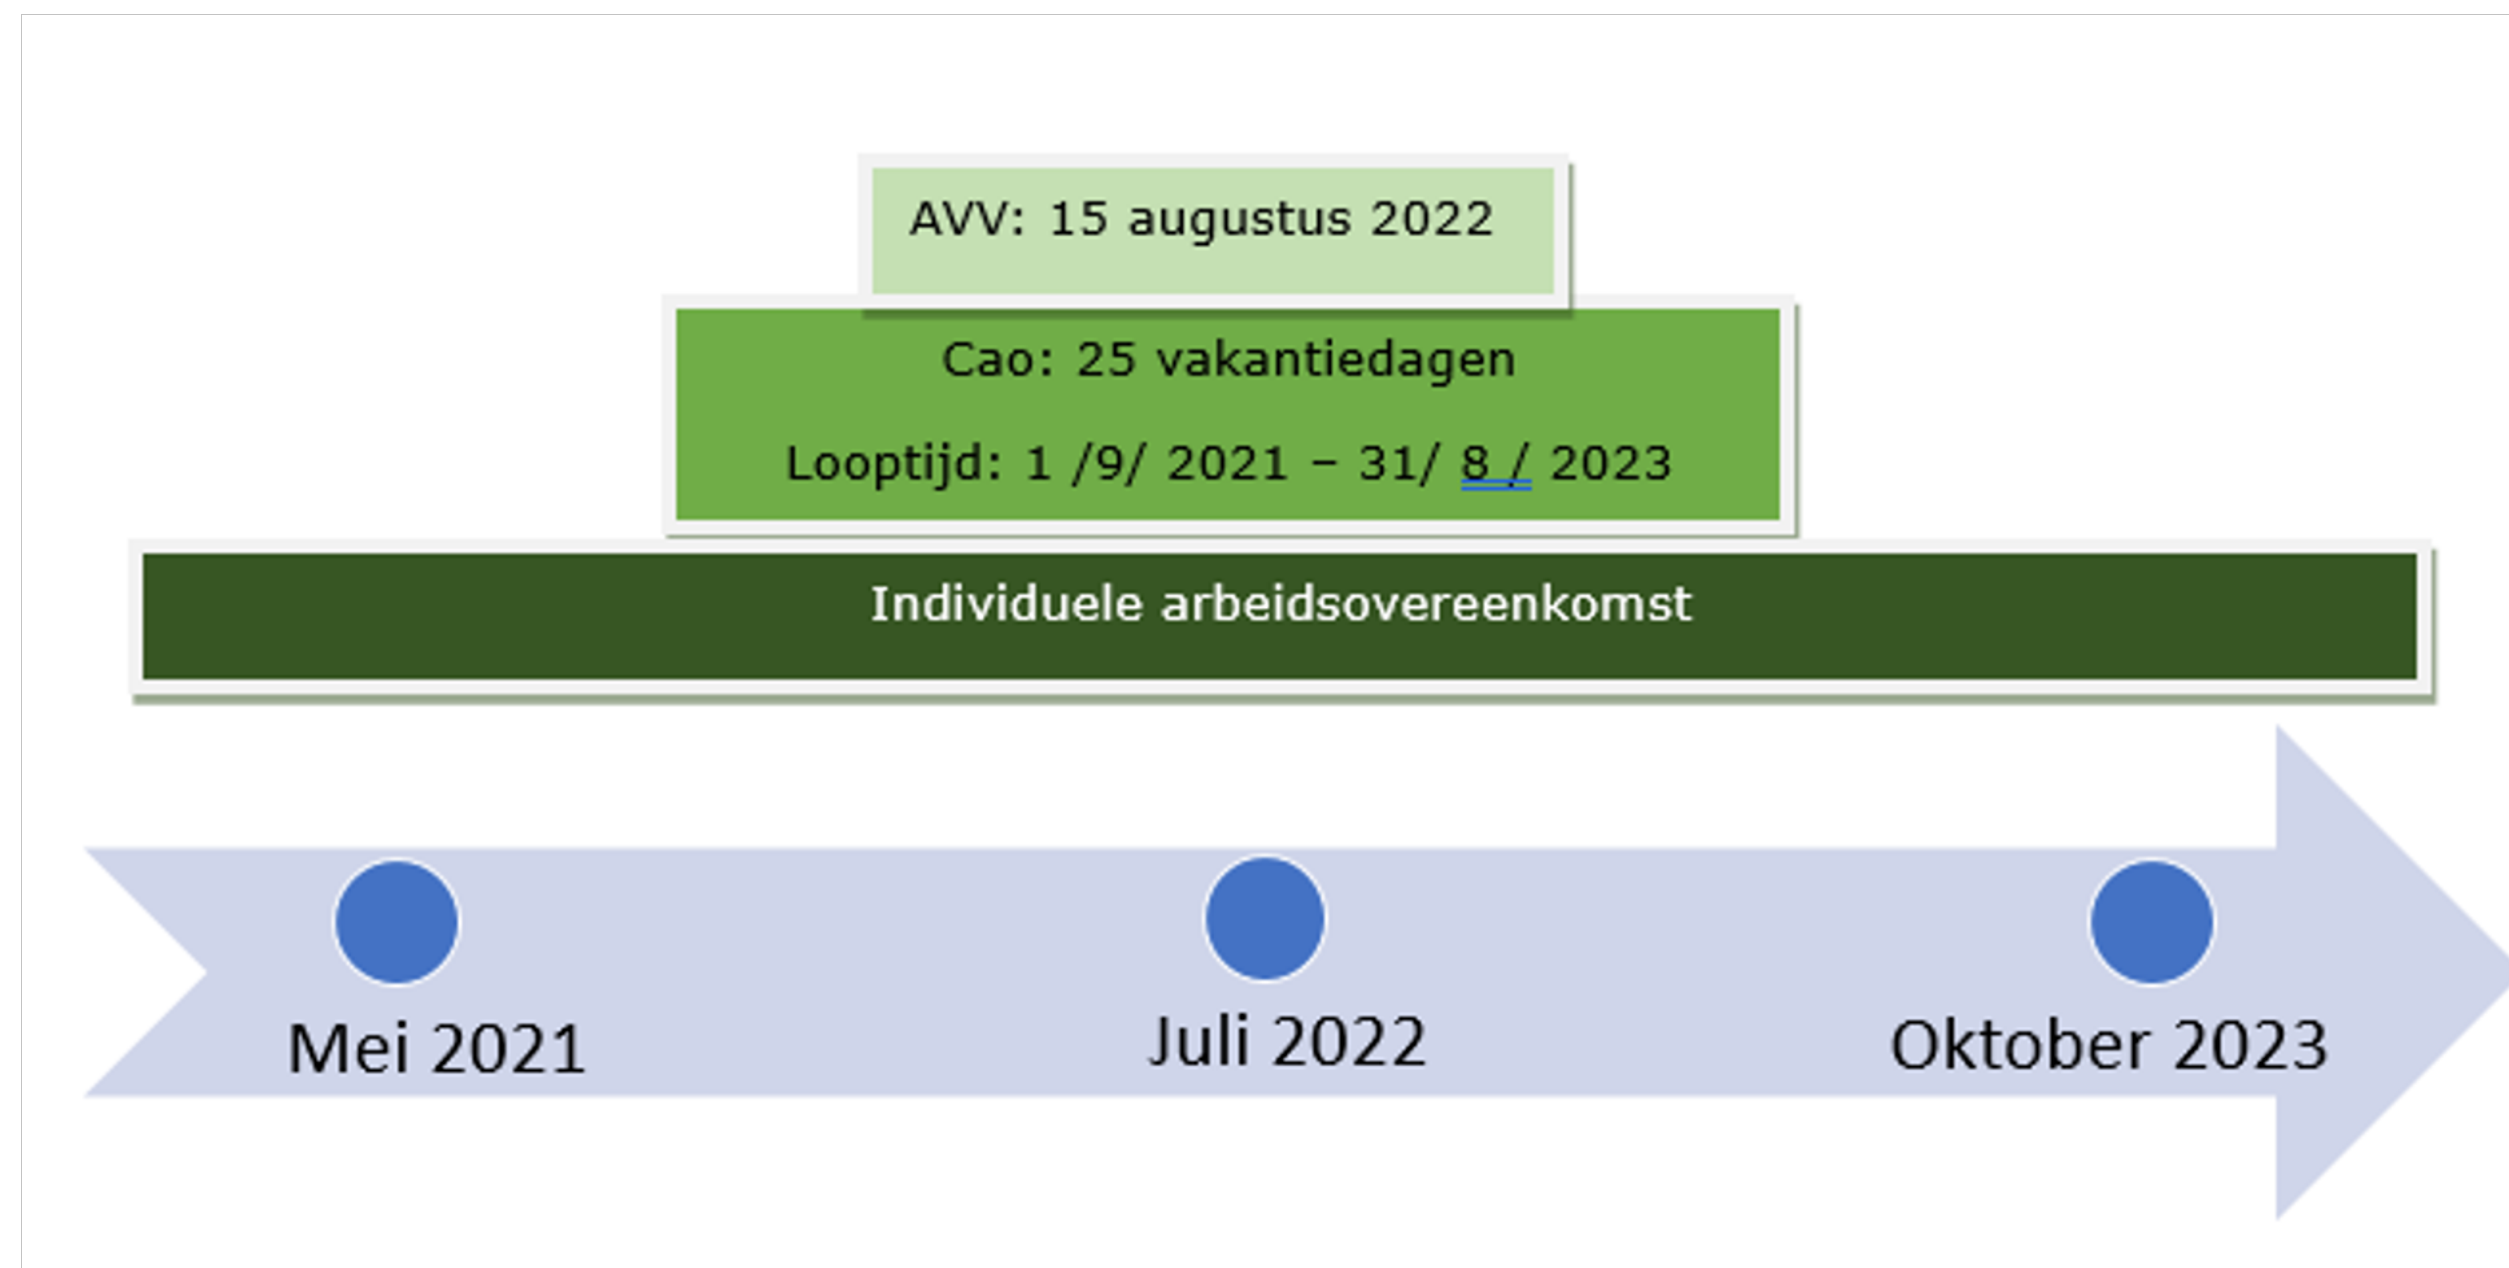 AVV: 15 augustus 2022
Cao: 25 vakantiedagen
Looptijd: 1 /9/ 2021 – 31/ 8 / 2023
Individuele arbeidsovereenkomst
Mei 2021
Juli 2022
Oktober 2023